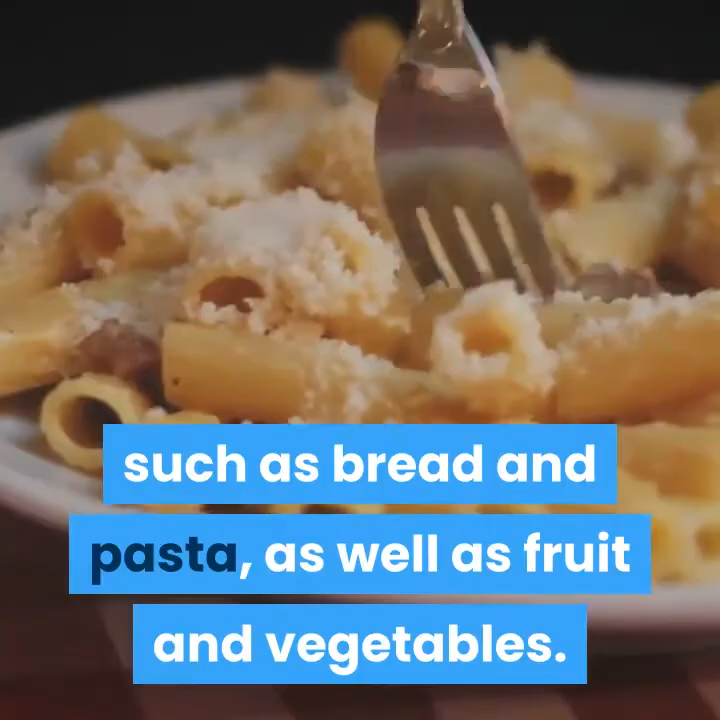 such as bread and
pasta, as well as fruit
and vegetables.